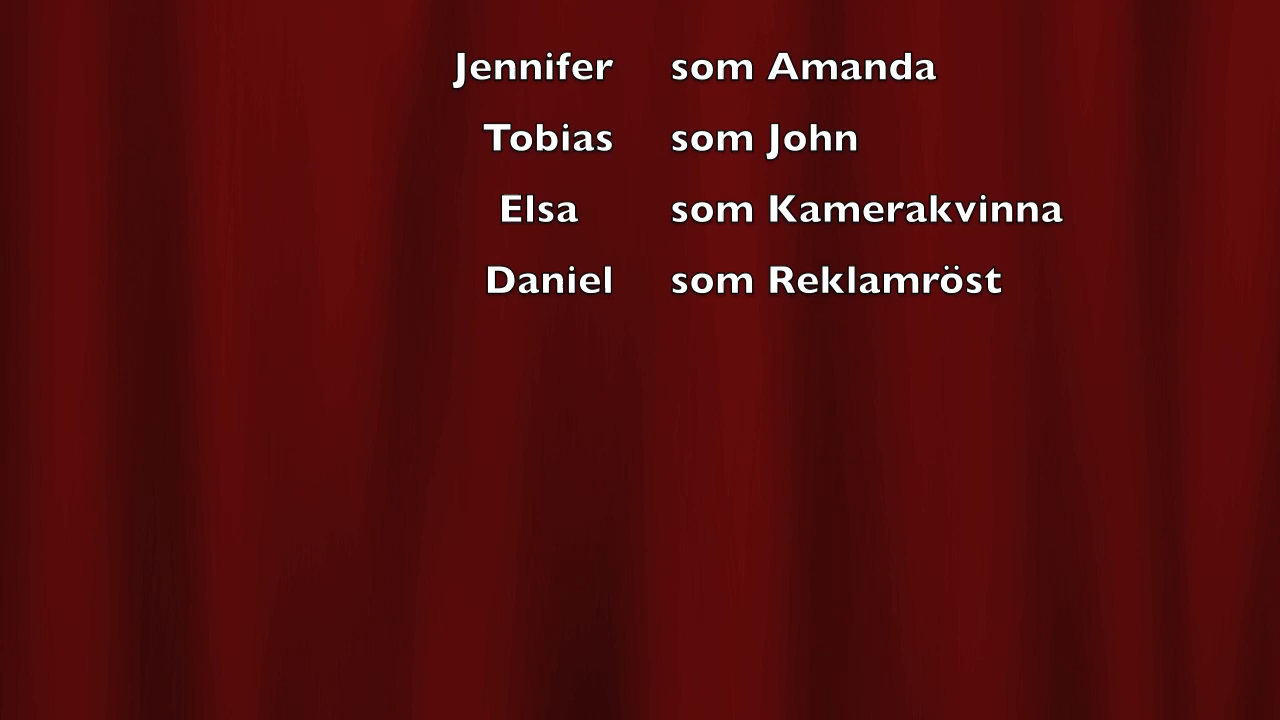 Jennifer som Amanda
Tobias som John
Elsa som Kamerakvinna
Daniel som Reklamröst